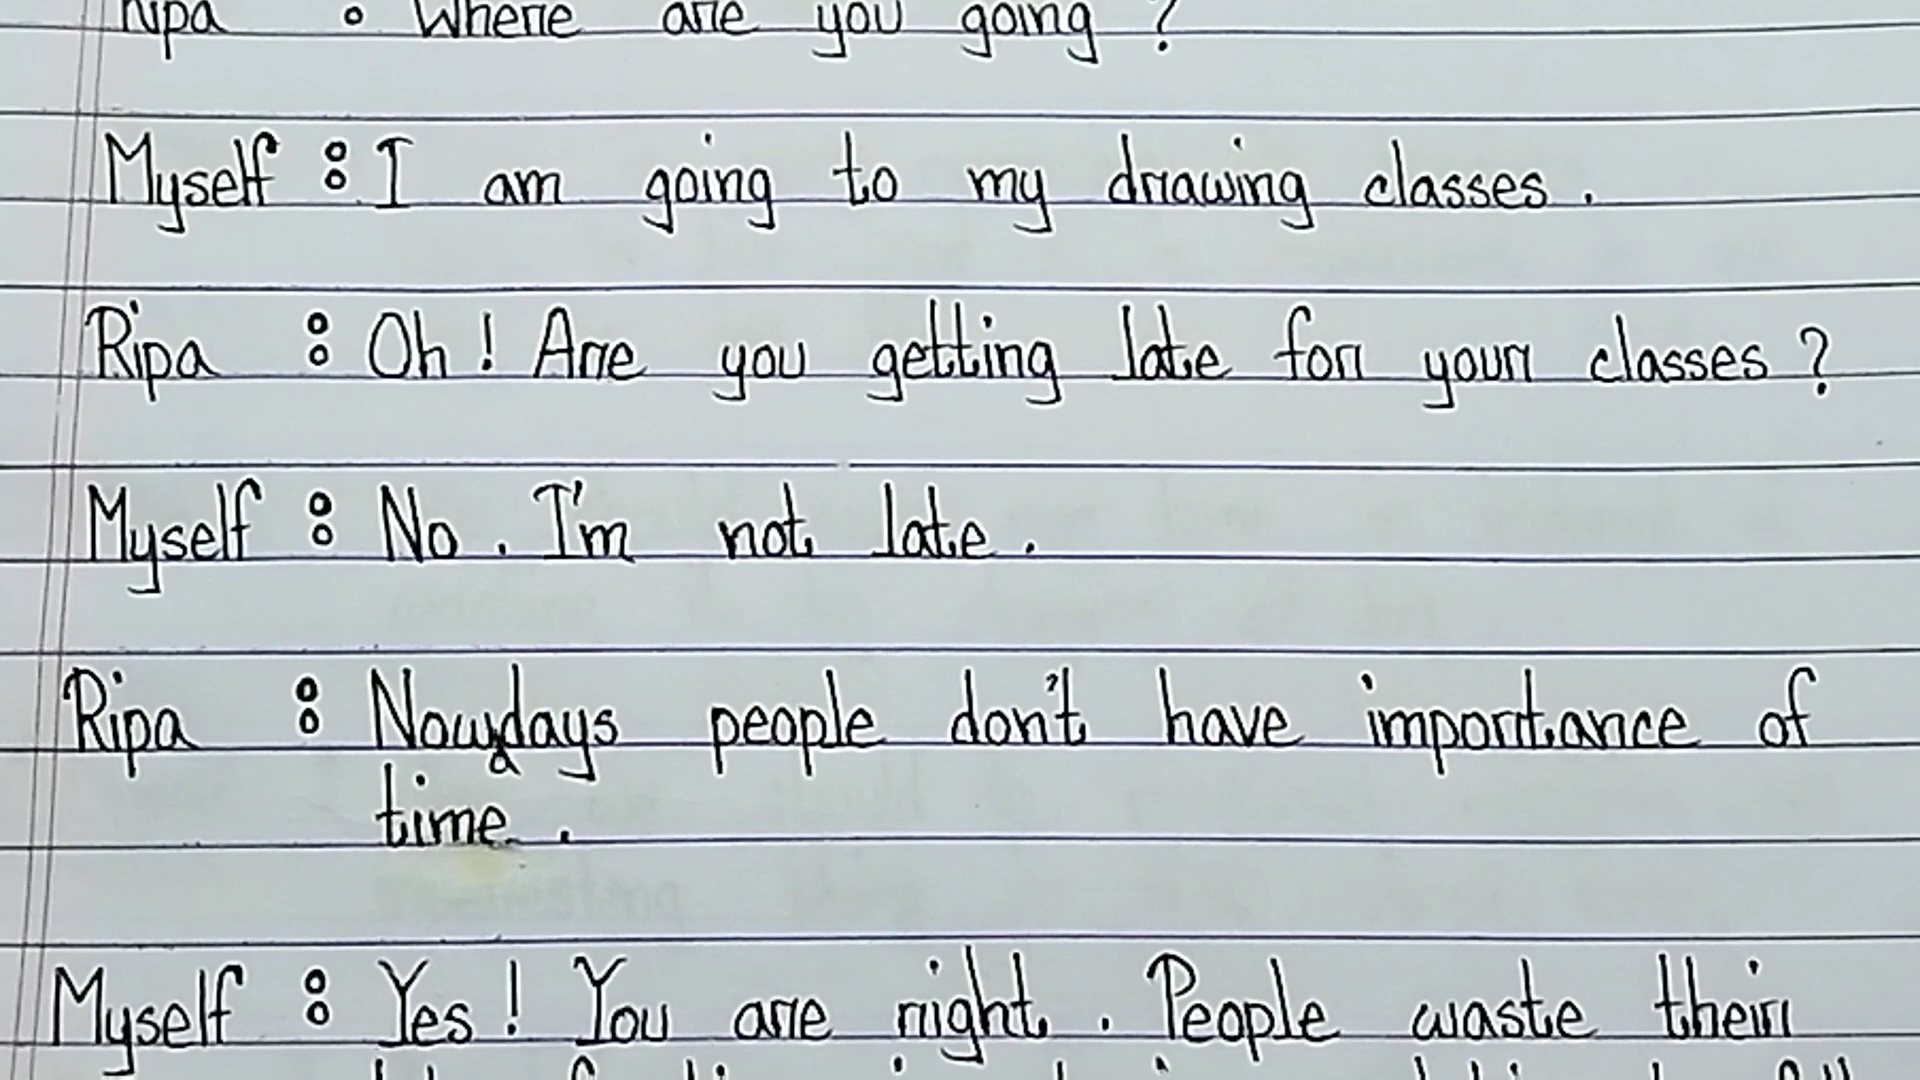 Ripa : Where are you going ?
Myself : I am going to my drawing classes .
Ripa : Oh ! Are you getting late for your classes ?
Myself : No . I'm not late .
Ripa : Nowadays people don't have importance of
time .
Myself : Yes ! You are right . People waste their